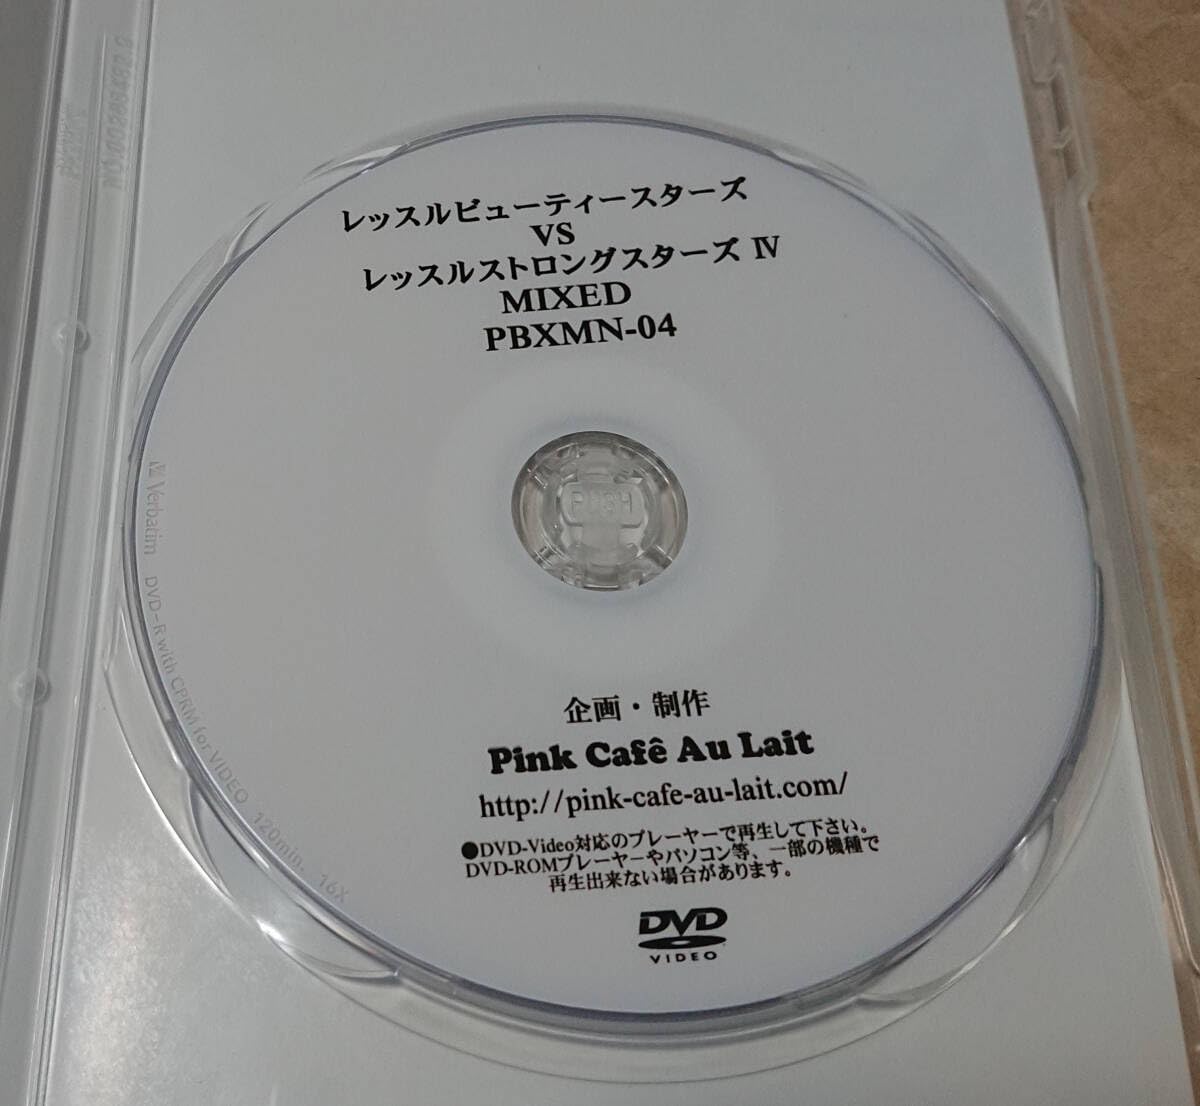 レッスルビューティースターズ
VS
レッスルストロングスターズ Ⅳ
MIXED
PBXMN-04
PUSH
Verbatim DVD-R with CPRM for VIDEO 120min. 16X
企画・制作
Pink Cafê Au Lait
http://pink-cafe-au-lait.com/
●DVD-Video対応のプレーヤーで再生して下さい。
DVD-ROMプレーヤーやパソコン等、一部の機種で
再生出来ない場合があります。
DVD
VIDEO